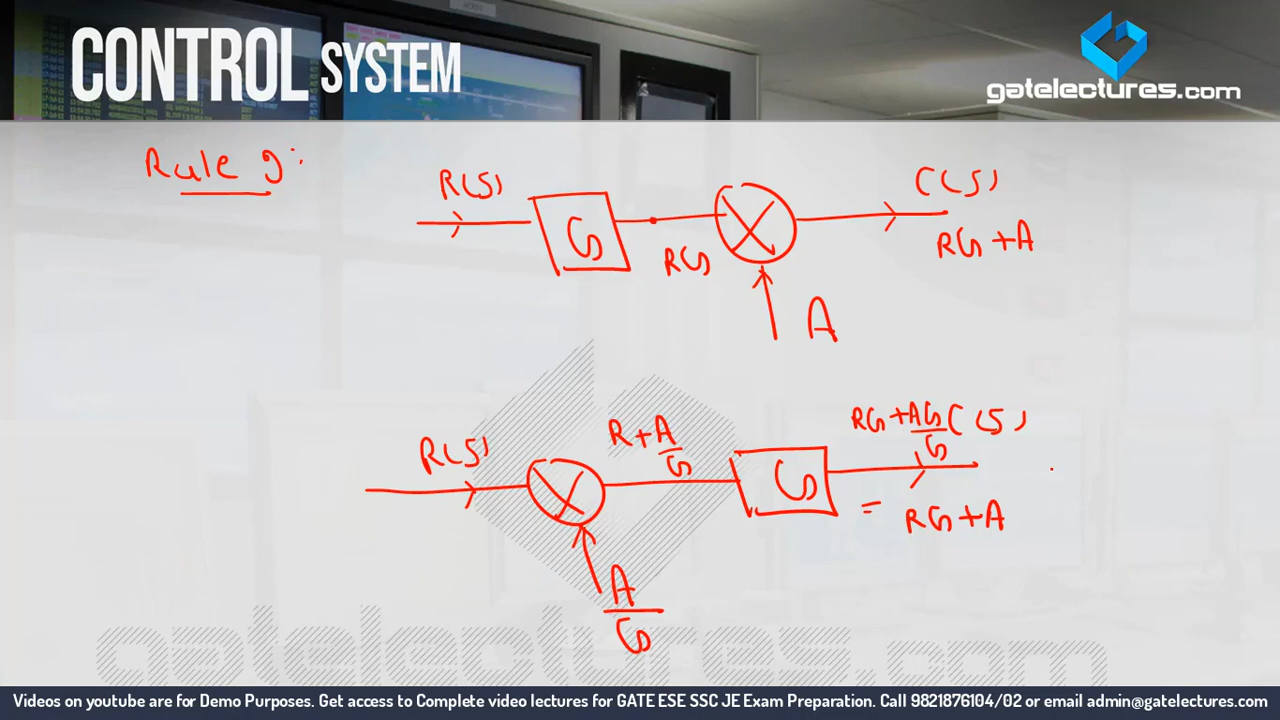 CONTROL SYSTEM
gatelectures.com
Rule 9:
R(S)
G
RG
C(S)
RG + A
A
R(S)
R + A/G
G
RG + AG/G C(S)
= RG + A
A/G
gatelectures.com
Videos on youtube are for Demo Purposes. Get access to Complete video lectures for GATE ESE SSC JE Exam Preparation. Call 9821876104/02 or email admin@gatelectures.com